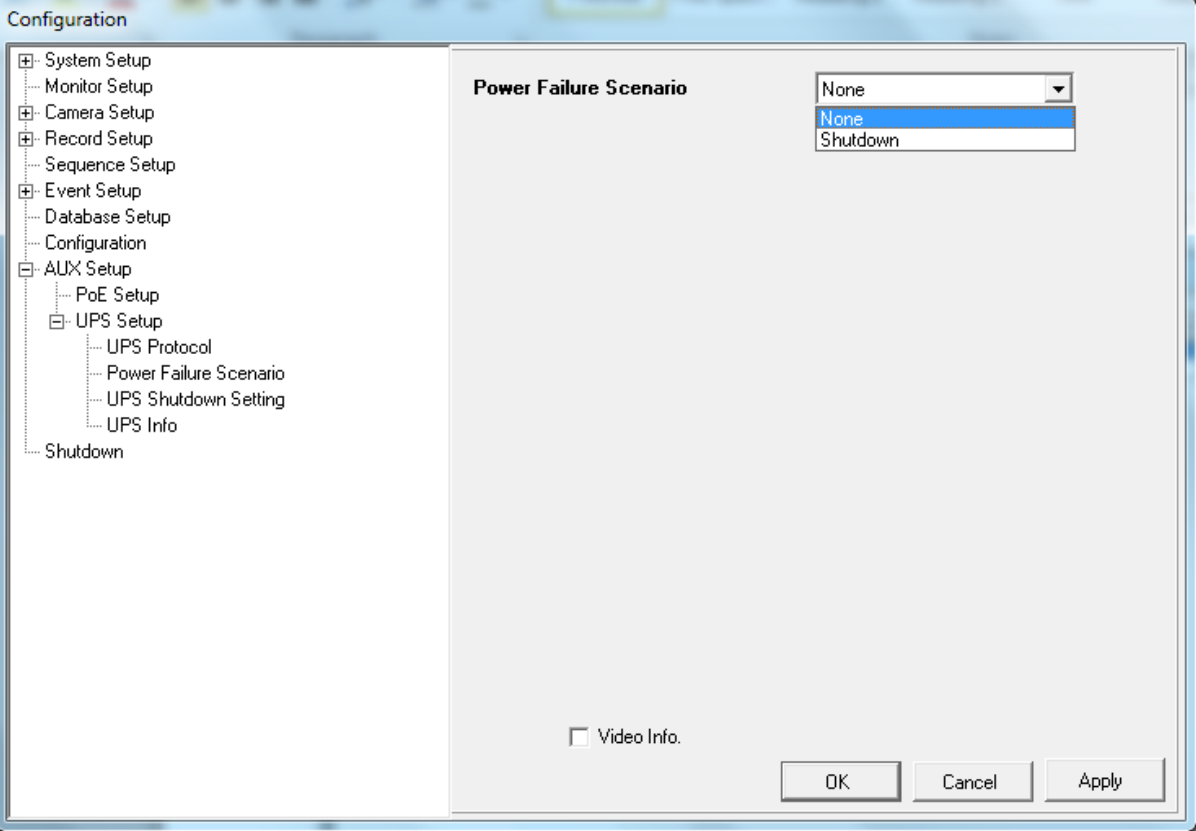 Configuration
System Setup
Monitor Setup
Camera Setup
Record Setup
Sequence Setup
Event Setup
Database Setup
Configuration
AUX Setup
PoE Setup
UPS Setup
UPS Protocol
Power Failure Scenario
UPS Shutdown Setting
UPS Info
Shutdown
Power Failure Scenario
None
None
Shutdown
Video Info.
OK Cancel Apply